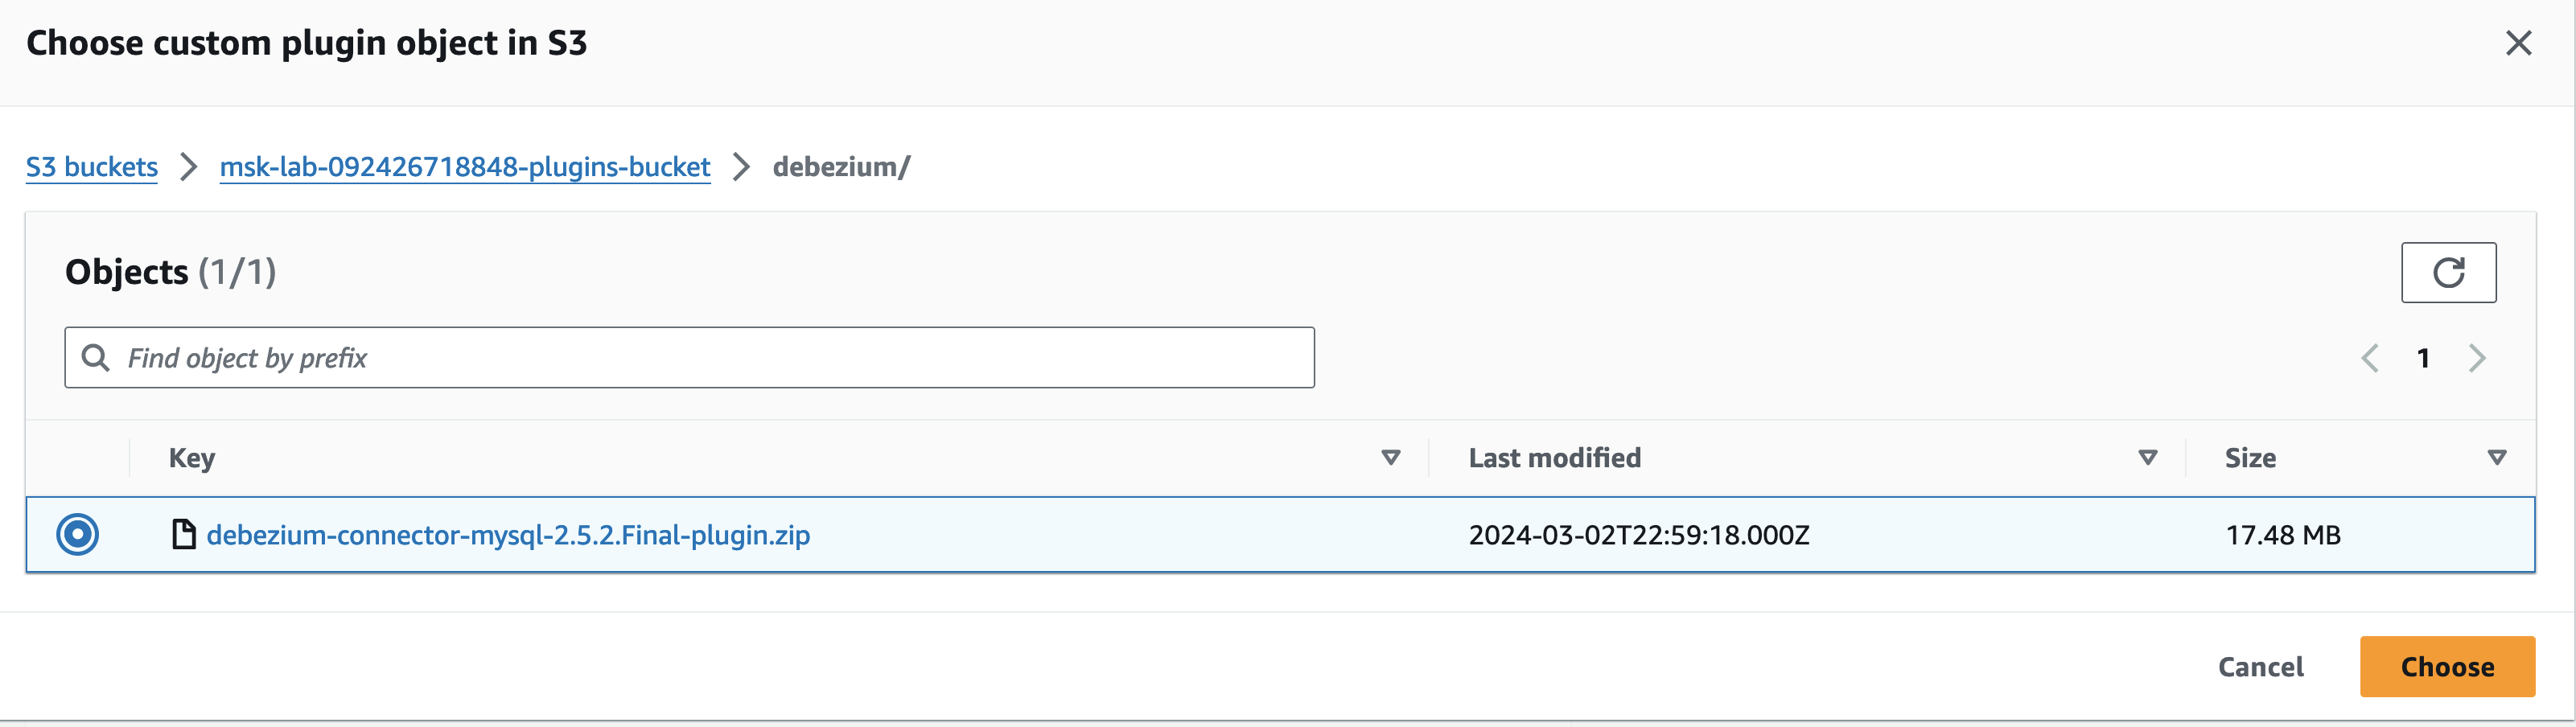 Choose custom plugin object in S3
S3 buckets msk-lab-092426718848-plugins-bucket debezium/
Objects (1/1)
Find object by prefix
1
Key Last modified Size
debezium-connector-mysql-2.5.2.Final-plugin.zip 2024-03-02T22:59:18.000Z 17.48 MB
Cancel Choose